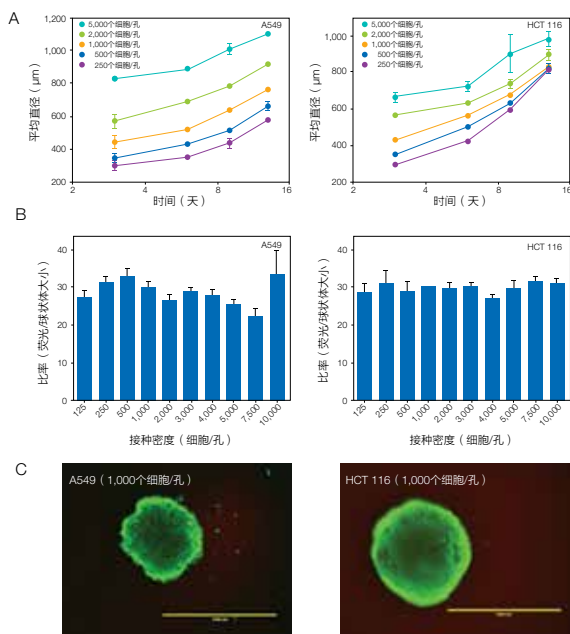 A
A549
5,000个细胞/孔
2,000个细胞/孔
1,000个细胞/孔
500个细胞/孔
250个细胞/孔
平均直径（μm）
1,200
1,000
800
600
400
200
2 4 8 16
时间（天）
HCT 116
5,000个细胞/孔
2,000个细胞/孔
1,000个细胞/孔
500个细胞/孔
250个细胞/孔
平均直径（μm）
1,000
800
600
400
200
2 4 8 16
时间（天）
B
A549
比率（荧光/球状体大小）
40
30
20
10
0
125 250 500 1,000 2,000 3,000 4,000 5,000 7,500 10,000
接种密度（细胞/孔）
HCT 116
比率（荧光/球状体大小）
40
30
20
10
0
125 250 500 1,000 2,000 3,000 4,000 5,000 7,500 10,000
接种密度（细胞/孔）
C
A549（1,000个细胞/孔）
HCT 116（1,000个细胞/孔）